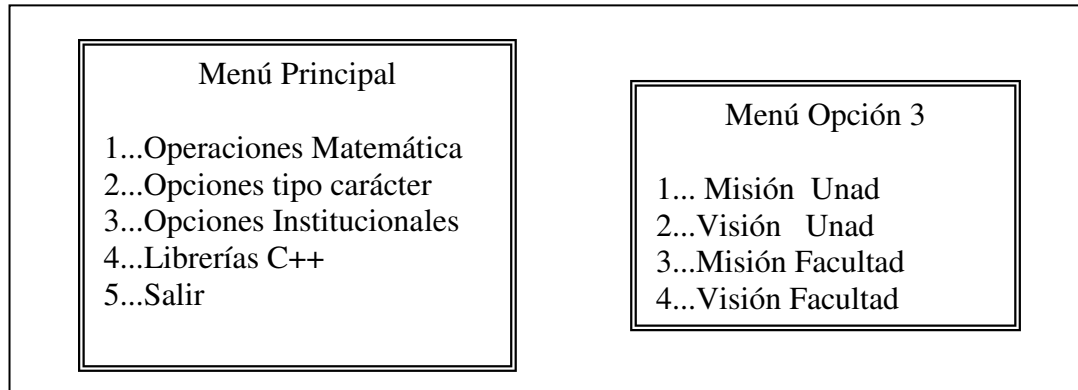 Menú Principal
1...Operaciones Matemática
2...Opciones tipo carácter
3...Opciones Institucionales
4...Librerías C++
5...Salir
Menú Opción 3
1... Misión  Unad
2...Visión   Unad
3...Misión Facultad
4...Visión Facultad